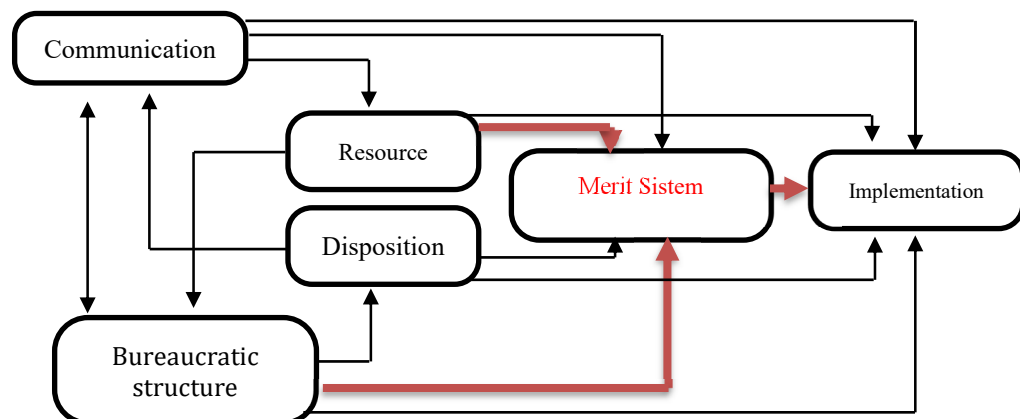 Communication
Resource
Merit Sistem
Implementation
Disposition
Bureaucratic
structure